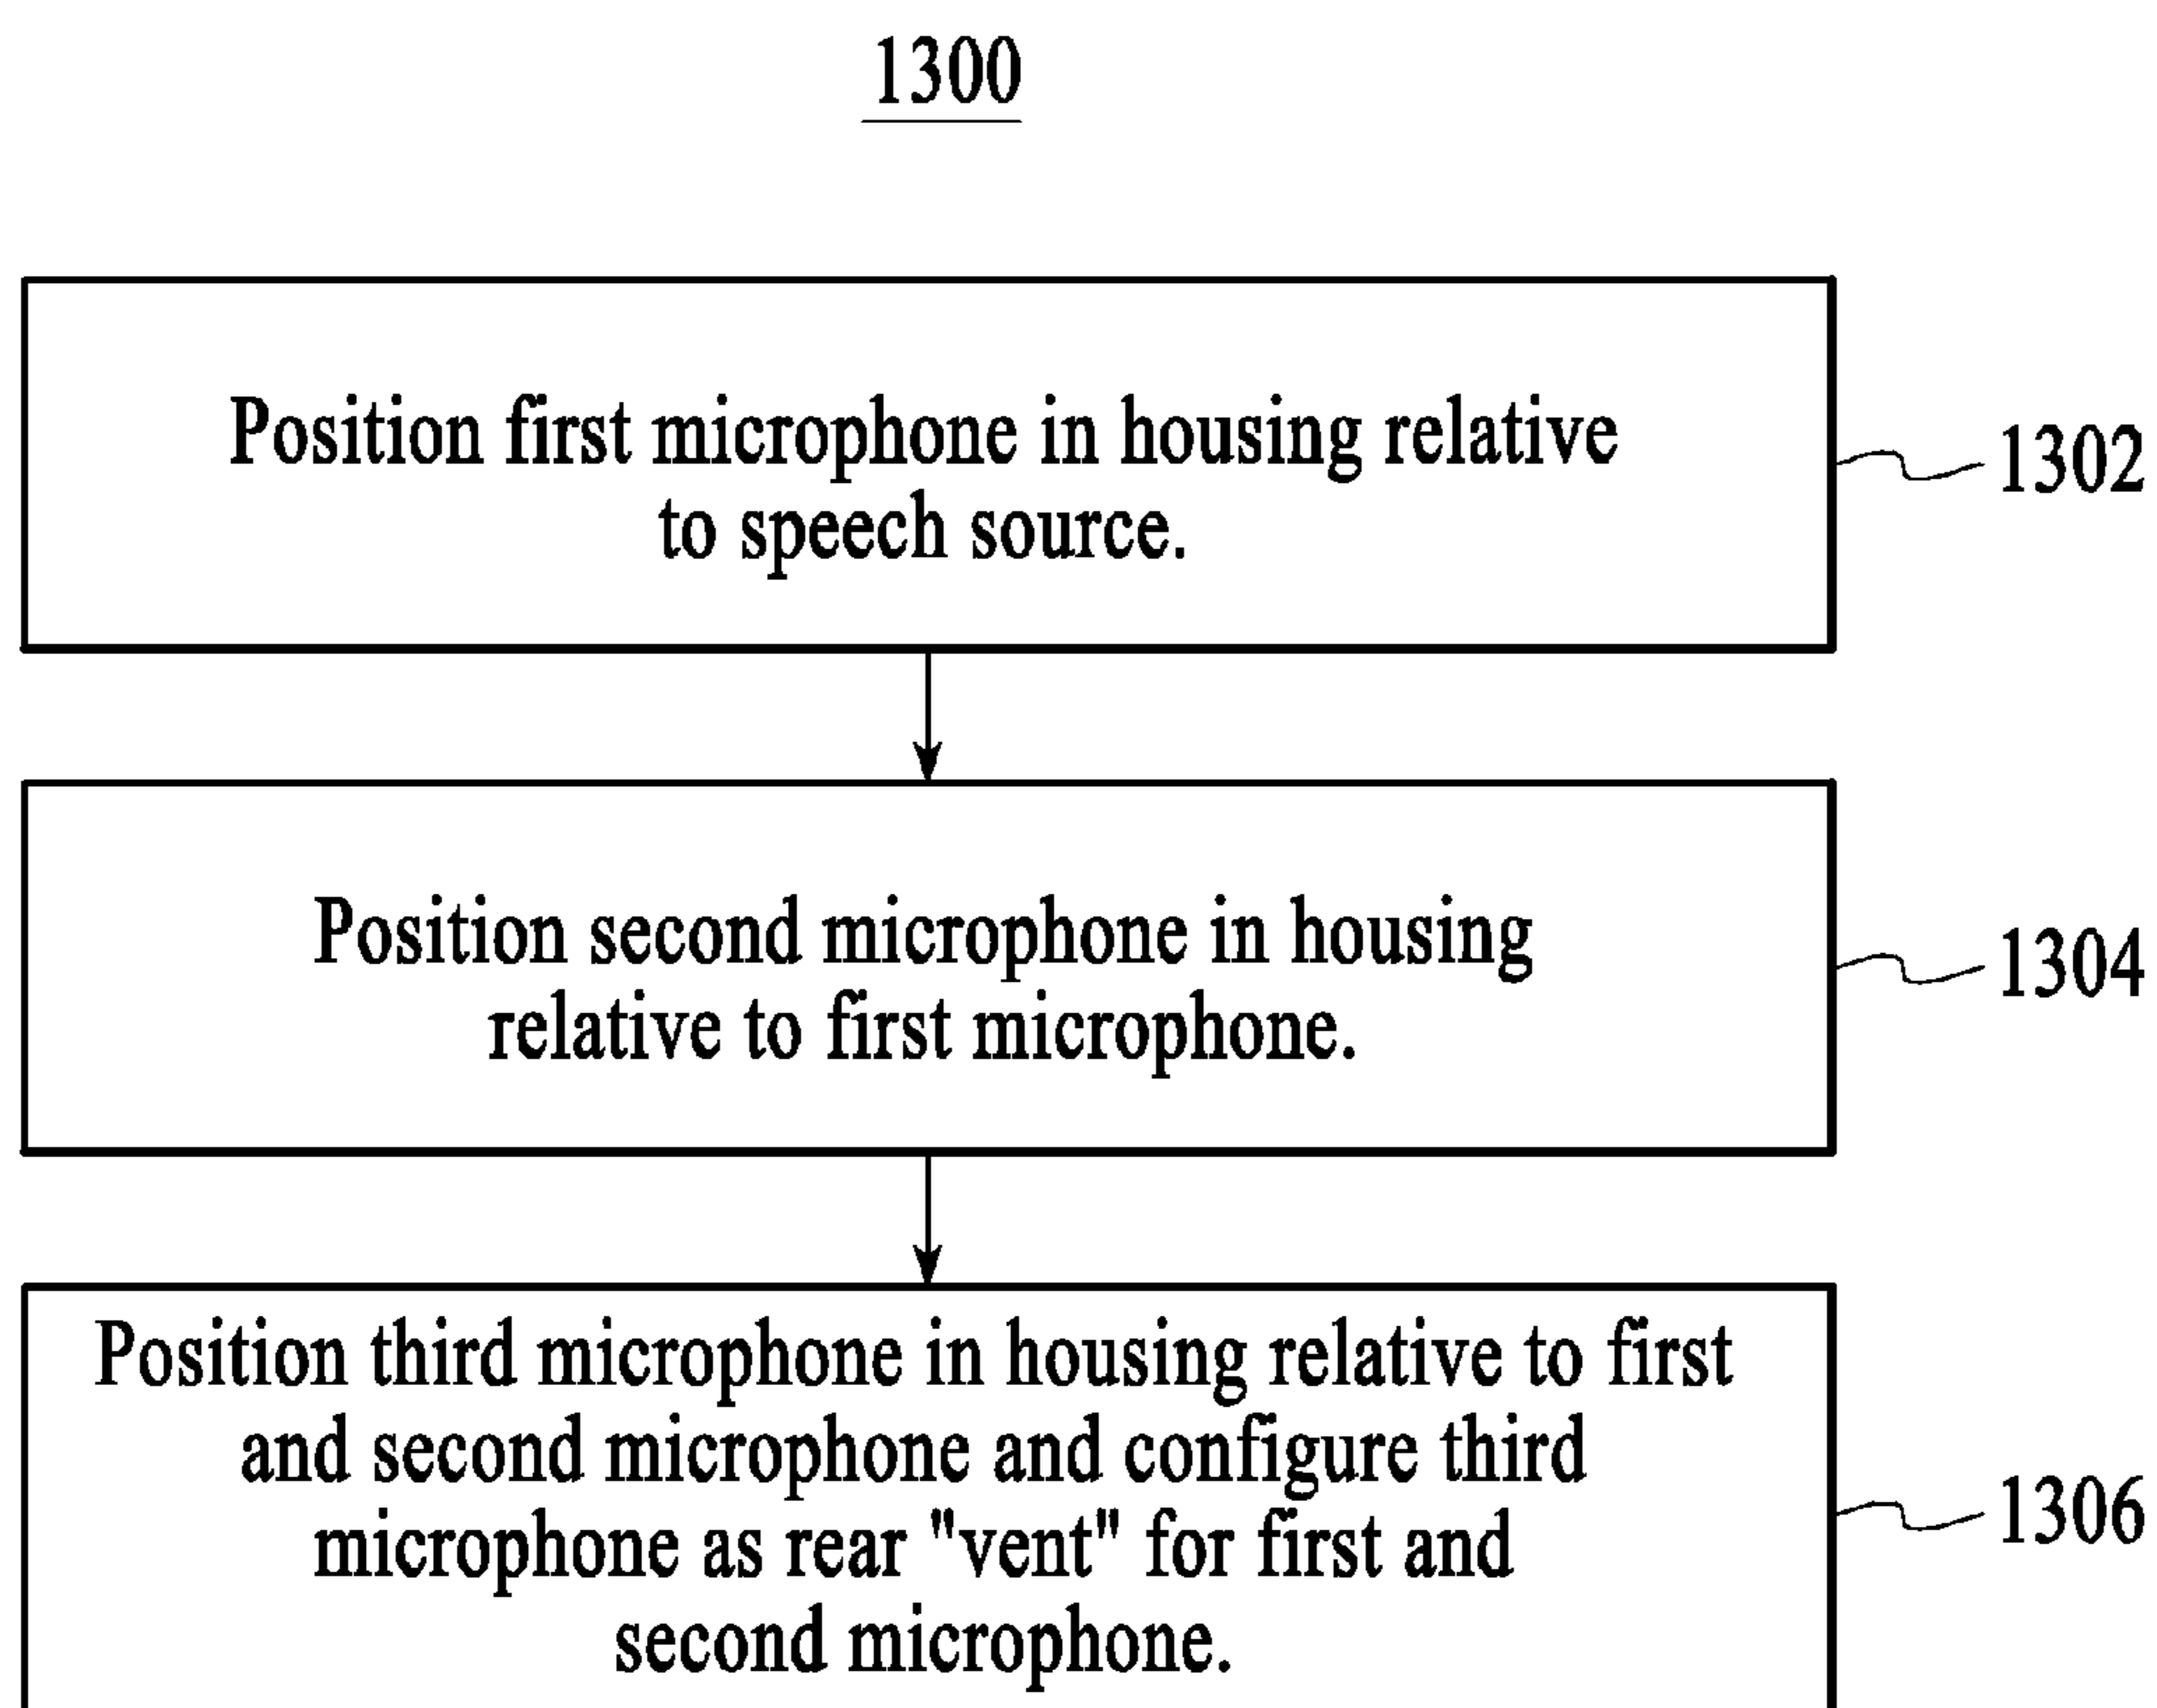 1300
Position first microphone in housing relative
to speech source.
1302
Position second microphone in housing
relative to first microphone.
1304
Position third microphone in housing relative to first
and second microphone and configure third
microphone as rear "vent" for first and
second microphone.
1306